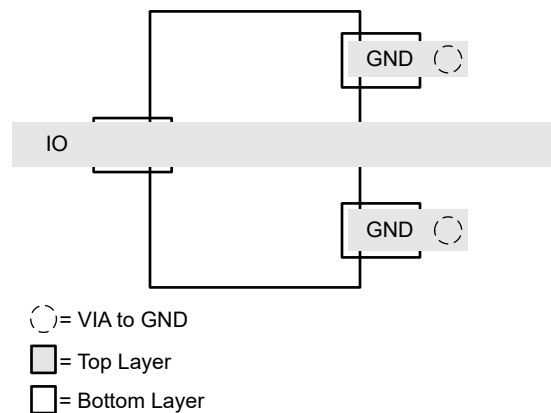 GND
IO
GND
= VIA to GND
= Top Layer
= Bottom Layer